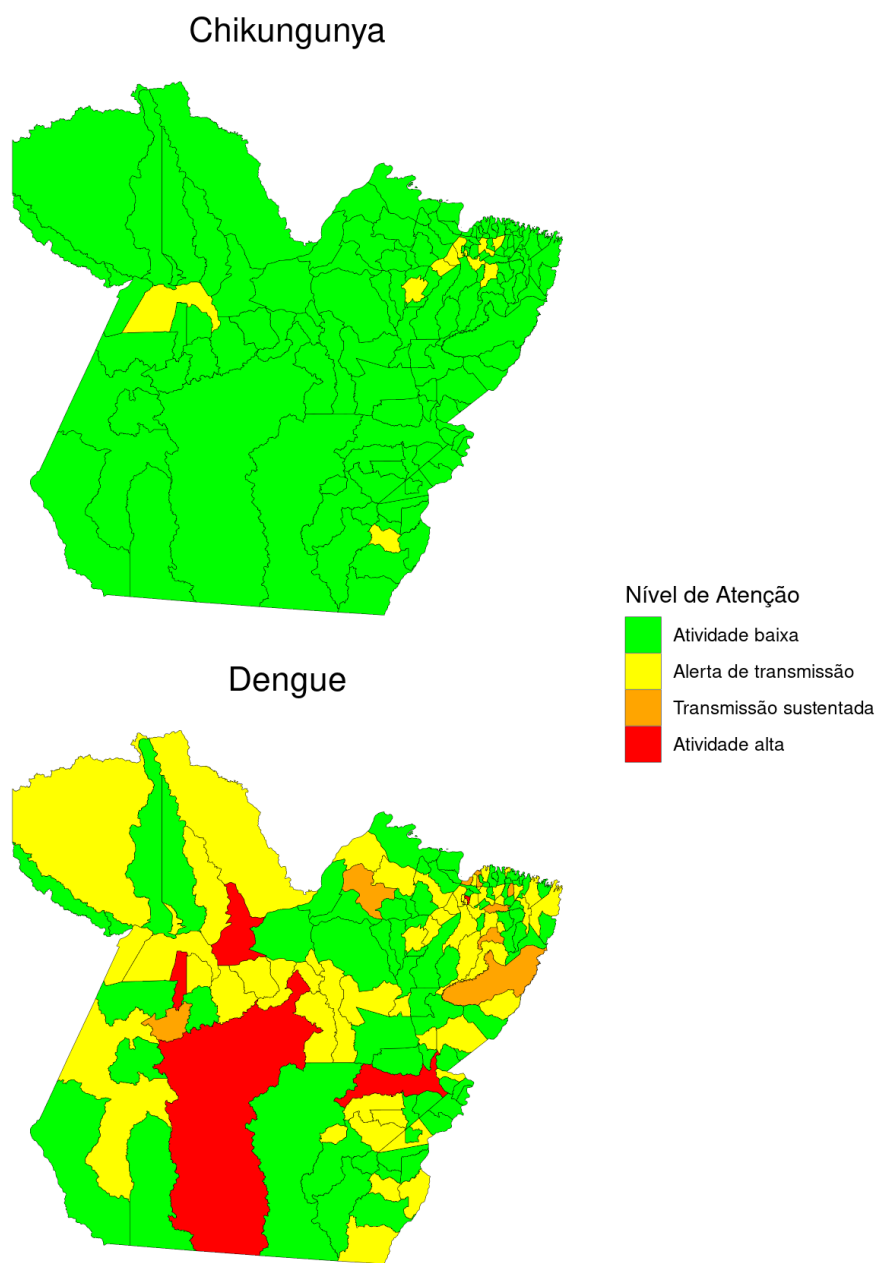 Chikungunya
Nível de Atenção
Atividade baixa
Alerta de transmissão
Transmissão sustentada
Atividade alta
Dengue